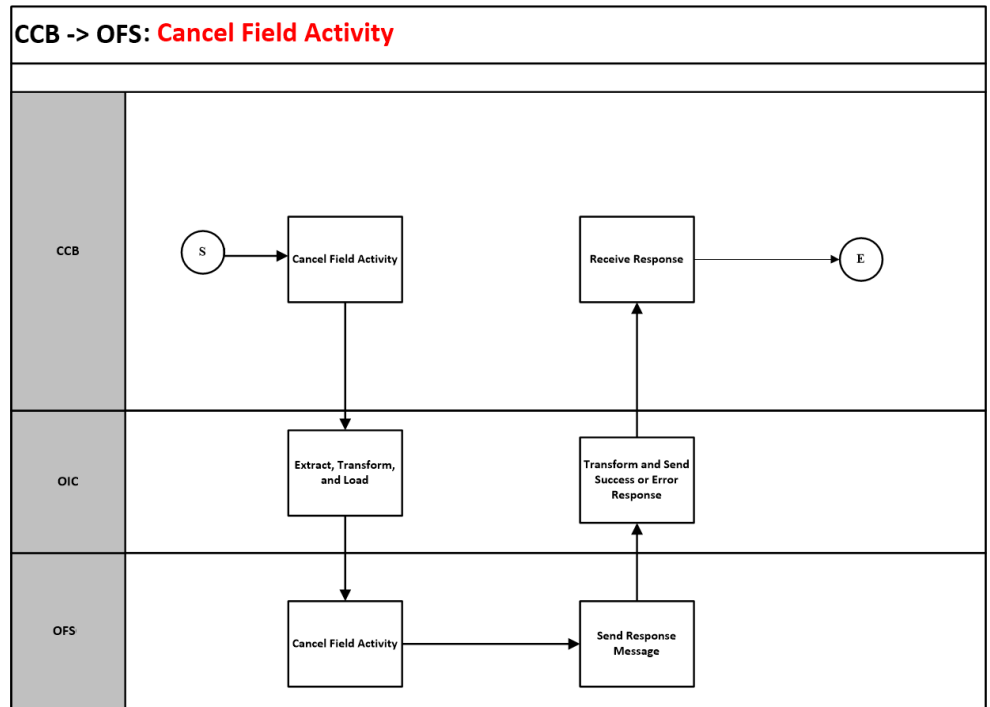 CCB -> OFS: Cancel Field Activity
CCB
S
Cancel Field Activity
Receive Response
E
OIC
Extract, Transform,
and Load
Transform and Send
Success or Error
Response
OFS
Cancel Field Activity
Send Response
Message